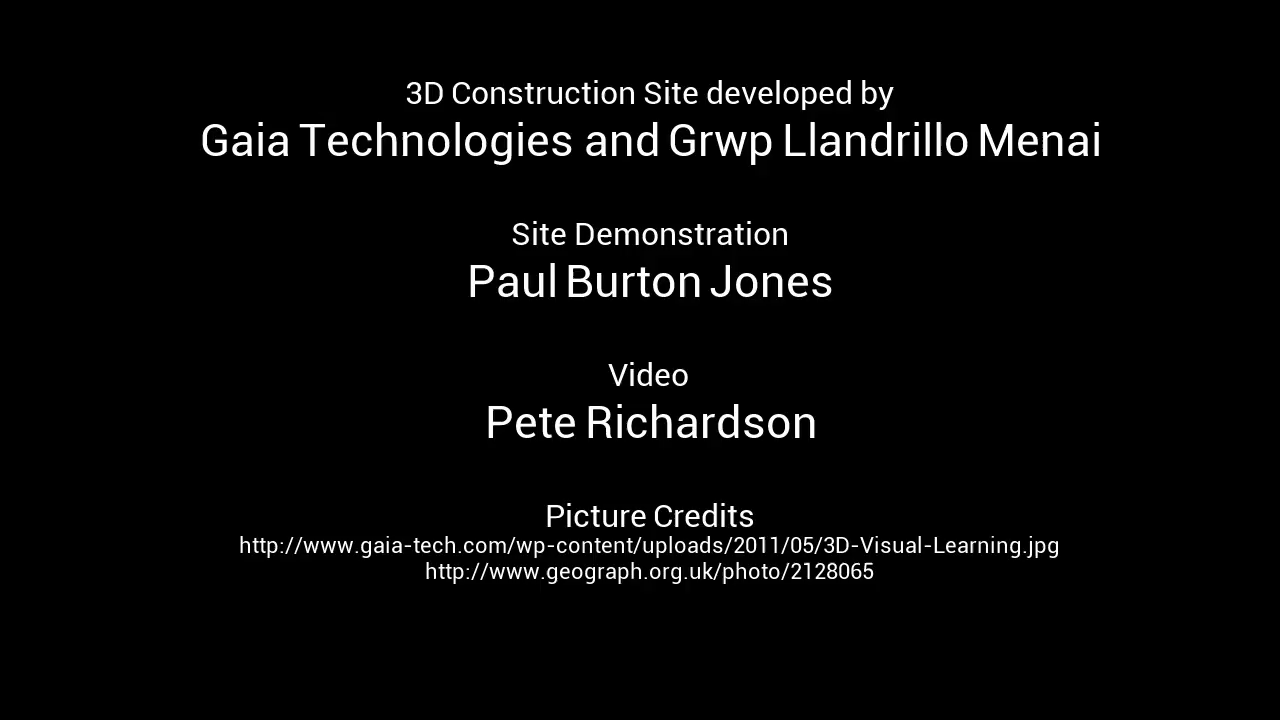 3D Construction Site developed by
Gaia Technologies and Grwp Llandrillo Menai
Site Demonstration
Paul Burton Jones
Video
Pete Richardson
Picture Credits
http://www.gaia-tech.com/wp-content/uploads/2011/05/3D-Visual-Learning.jpg
http://www.geograph.org.uk/photo/2128065